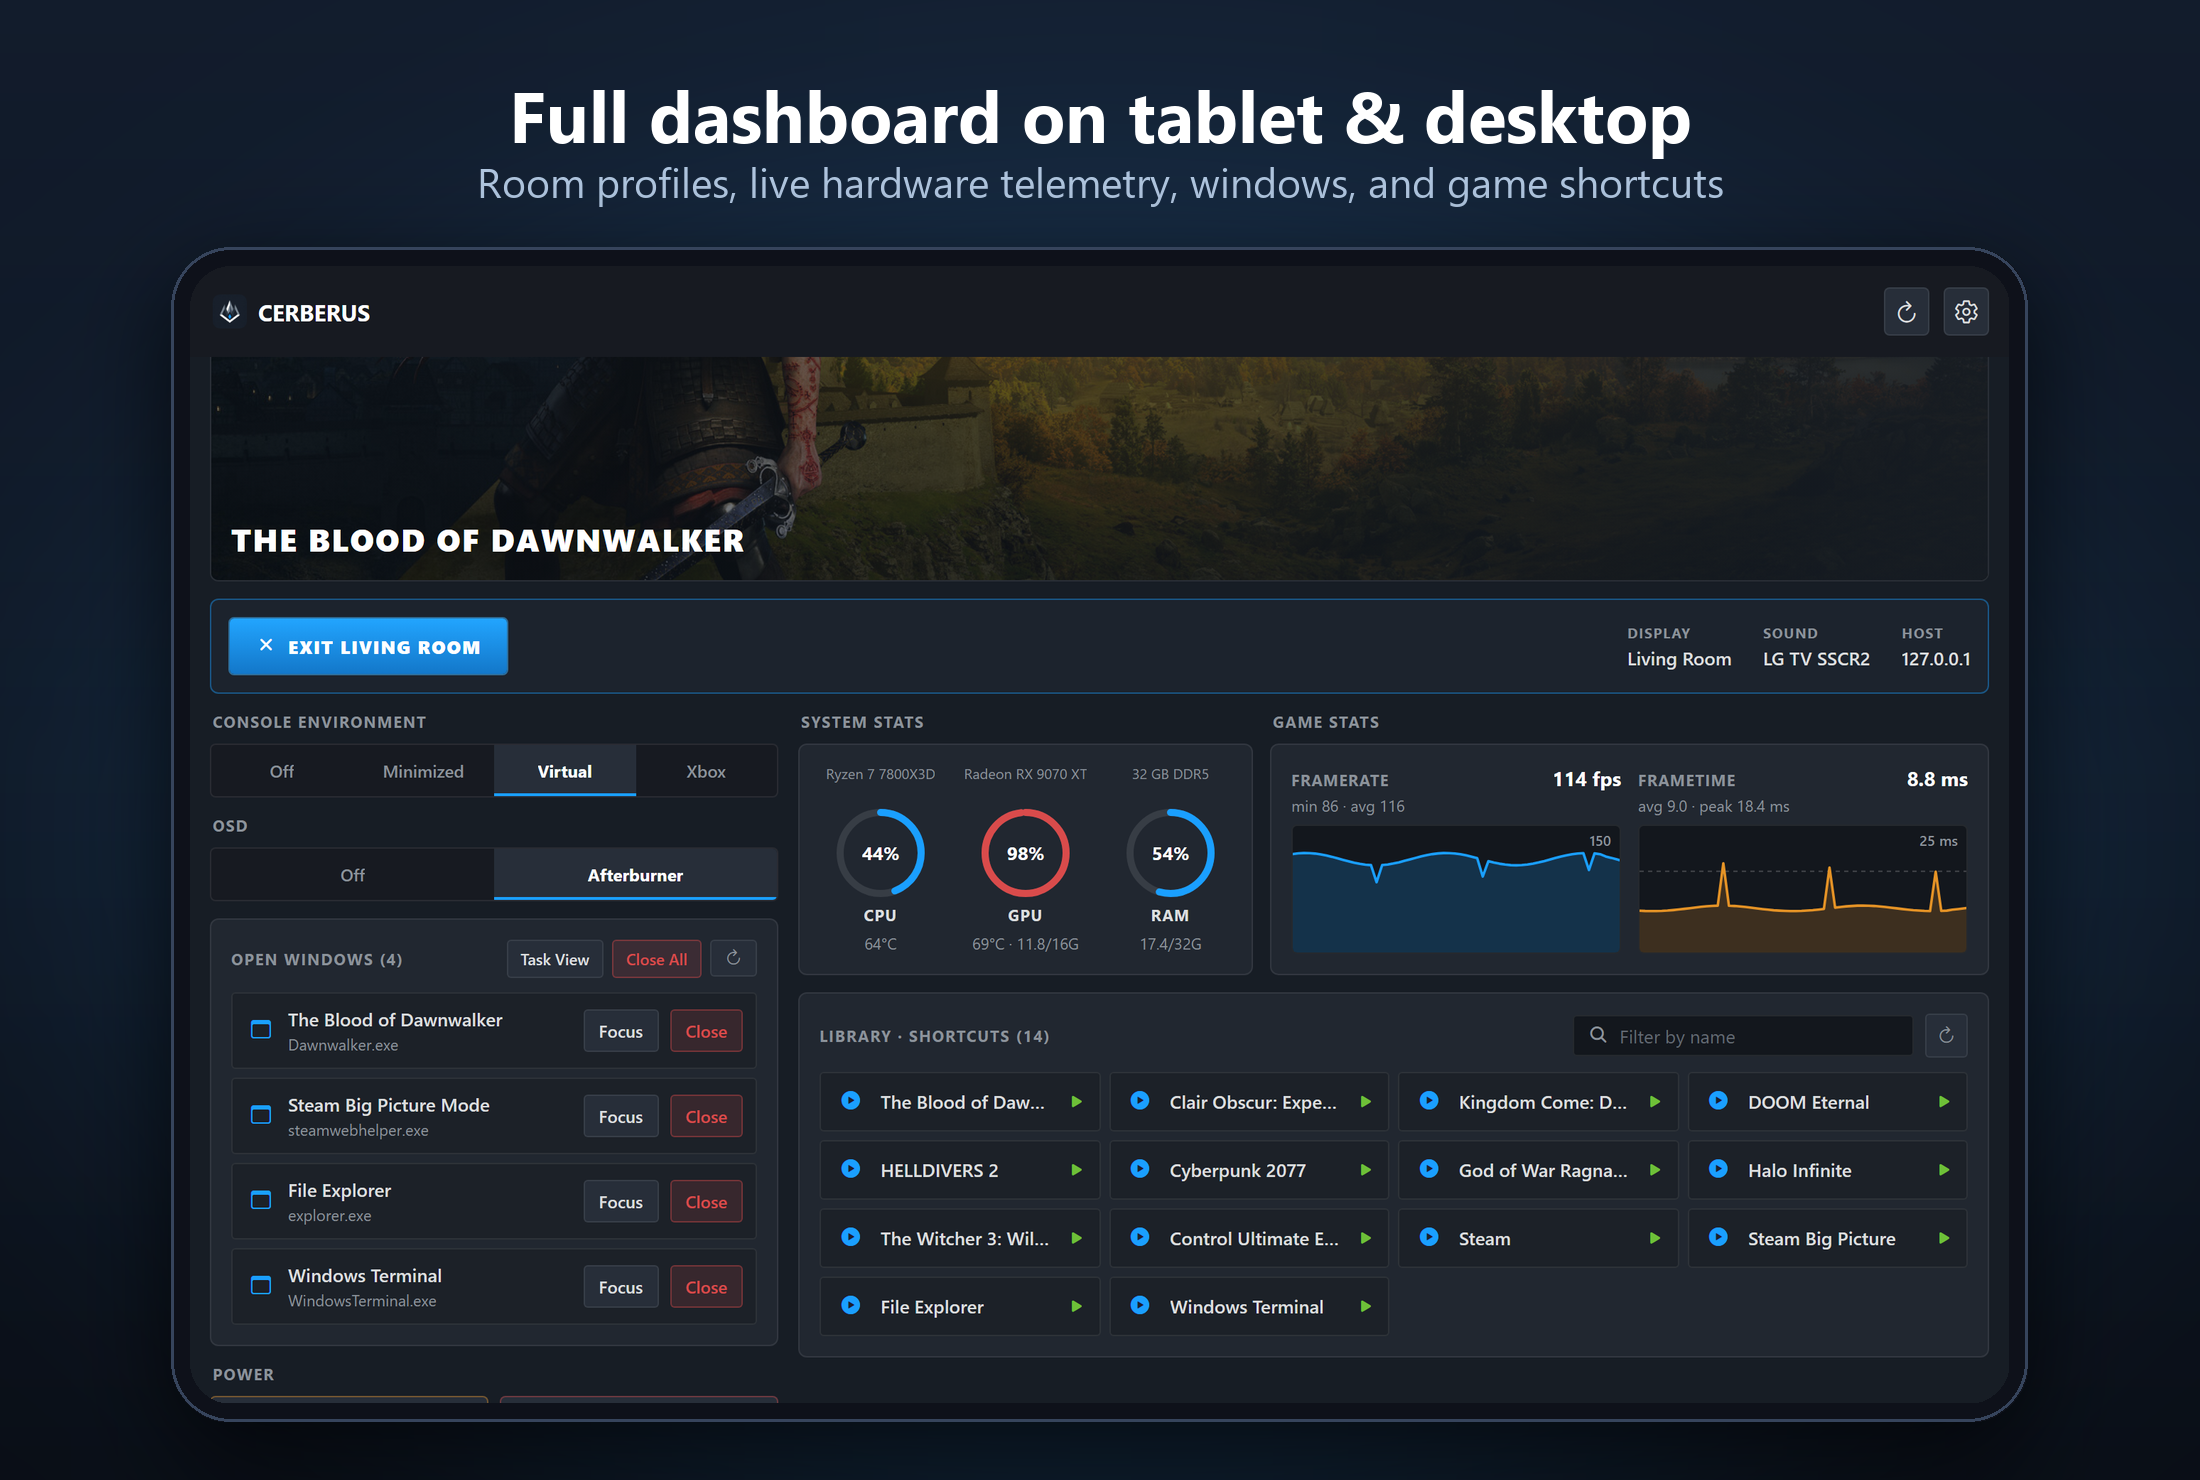 Full dashboard on tablet & desktop
Room profiles, live hardware telemetry, windows, and game shortcuts
CERBERUS
THE BLOOD OF DAWNWALKER
✕ EXIT LIVING ROOM
DISPLAY
Living Room
SOUND
LG TV SSCR2
HOST
127.0.0.1
CONSOLE ENVIRONMENT
Off Minimized Virtual Xbox
OSD
Off Afterburner
OPEN WINDOWS (4) Task View Close All
The Blood of Dawnwalker
Dawnwalker.exe
Focus Close
Steam Big Picture Mode
steamwebhelper.exe
Focus Close
File Explorer
explorer.exe
Focus Close
Windows Terminal
WindowsTerminal.exe
Focus Close
POWER
SYSTEM STATS
Ryzen 7 7800X3D Radeon RX 9070 XT 32 GB DDR5
44% 98% 54%
CPU GPU RAM
64°C 69°C · 11.8/16G 17.4/32G
GAME STATS
FRAMERATE 114 fps
min 86 · avg 116
150
FRAMETIME 8.8 ms
avg 9.0 · peak 18.4 ms
25 ms
LIBRARY · SHORTCUTS (14) Filter by name
The Blood of Daw... Clair Obscur: Expe... Kingdom Come: D... DOOM Eternal
HELLDIVERS 2 Cyberpunk 2077 God of War Ragna... Halo Infinite
The Witcher 3: Wil... Control Ultimate E... Steam Steam Big Picture
File Explorer Windows Terminal